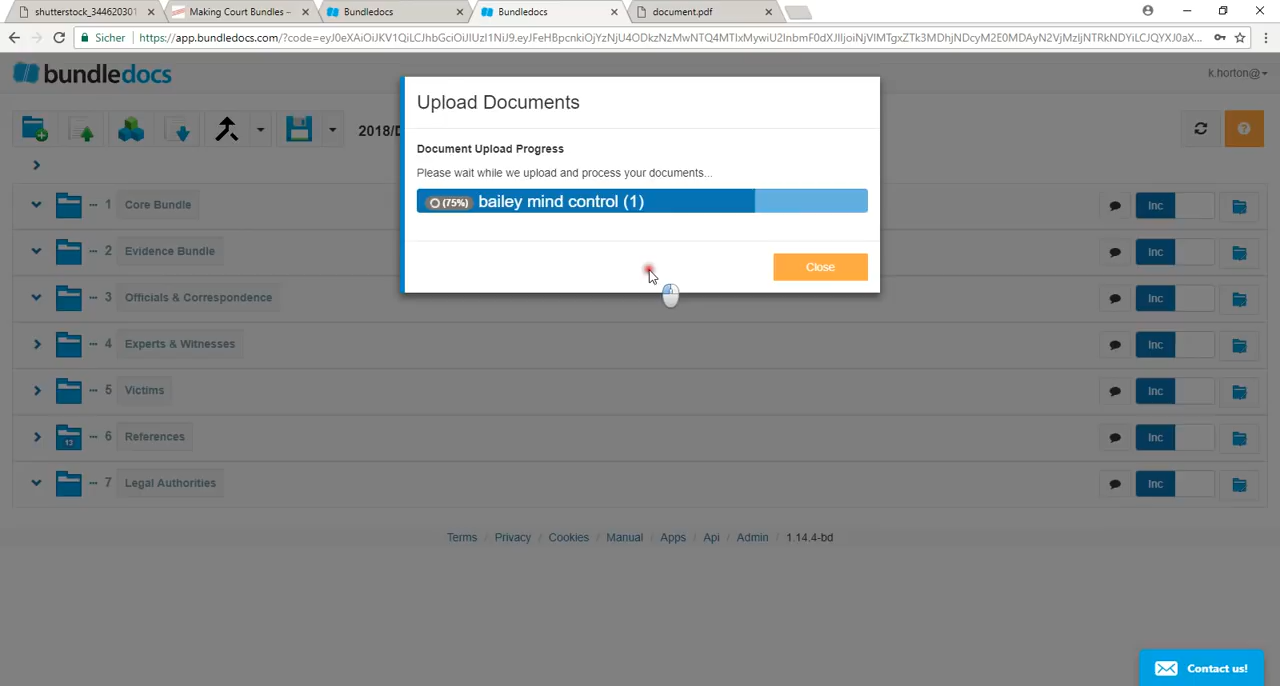 shutterstock_344620301
Making Court Bundles –
Bundledocs
Bundledocs
document.pdf
Sicher
https://app.bundledocs.com/?code=eyJ0eXAiOiJKV1QiLCJhbGciOiJIUzI1NiJ9.eyJFeHBpcnkiOjYzNjU4ODkzNzMwNTQ4MTIxMywiU2lnbmF0dXJlIjoiNjVlMTgxZTk3MDhjNDcyM2E0MDAyN2VjMzljNTRkNDYiLCJQYXJ0aX...
bundledocs
k.horton@
2018/D
Upload Documents
Document Upload Progress
Please wait while we upload and process your documents...
(75%) bailey mind control (1)
Close
1 Core Bundle Inc
2 Evidence Bundle Inc
3 Officials & Correspondence Inc
4 Experts & Witnesses Inc
5 Victims Inc
13 6 References Inc
7 Legal Authorities Inc
Terms / Privacy / Cookies / Manual / Apps / Api / Admin / 1.14.4-bd
Contact us!